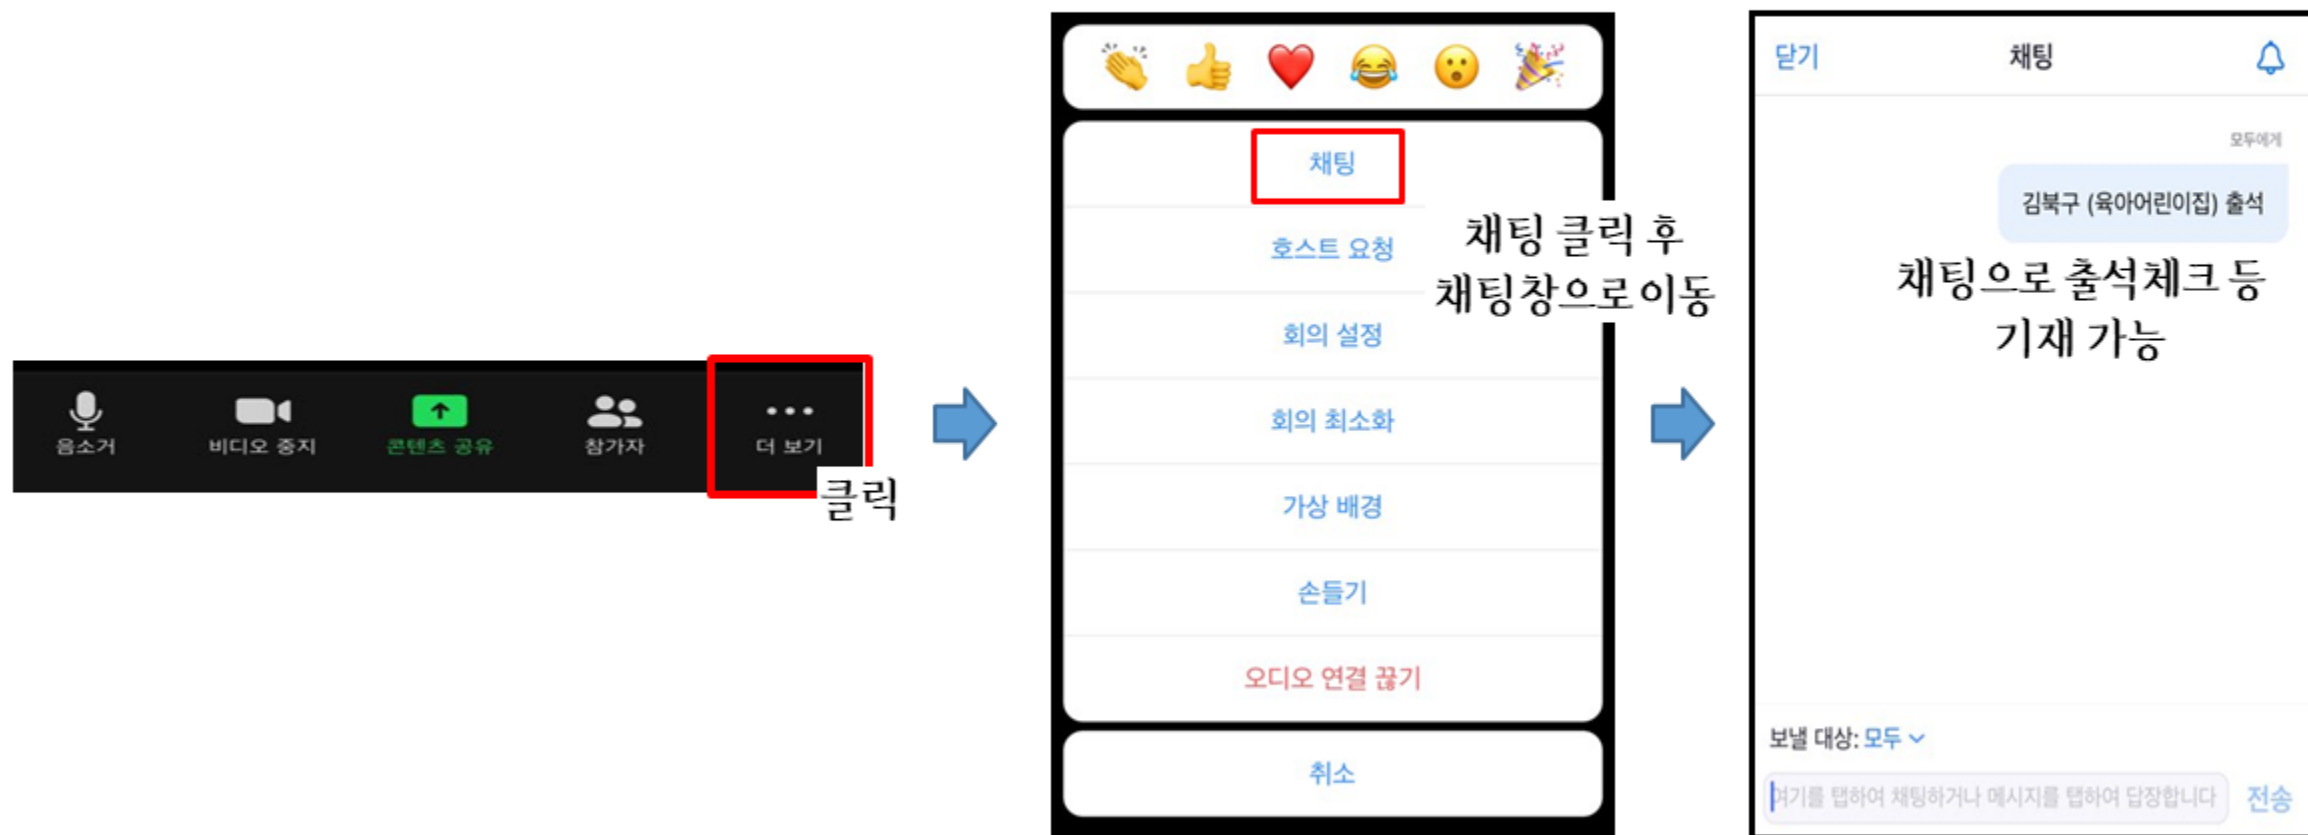 음소거
비디오 중지
콘텐츠 공유
참가자
더 보기
클릭
채팅
호스트 요청
회의 설정
회의 최소화
가상 배경
손들기
오디오 연결 끊기
취소
채팅 클릭 후
채팅창으로 이동
닫기
채팅
모두에게
김북구 (육아어린이집) 출석
채팅으로 출석체크 등
기재 가능
보낼 대상: 모두
여기를 탭하여 채팅하거나 메시지를 탭하여 답장합니다
전송